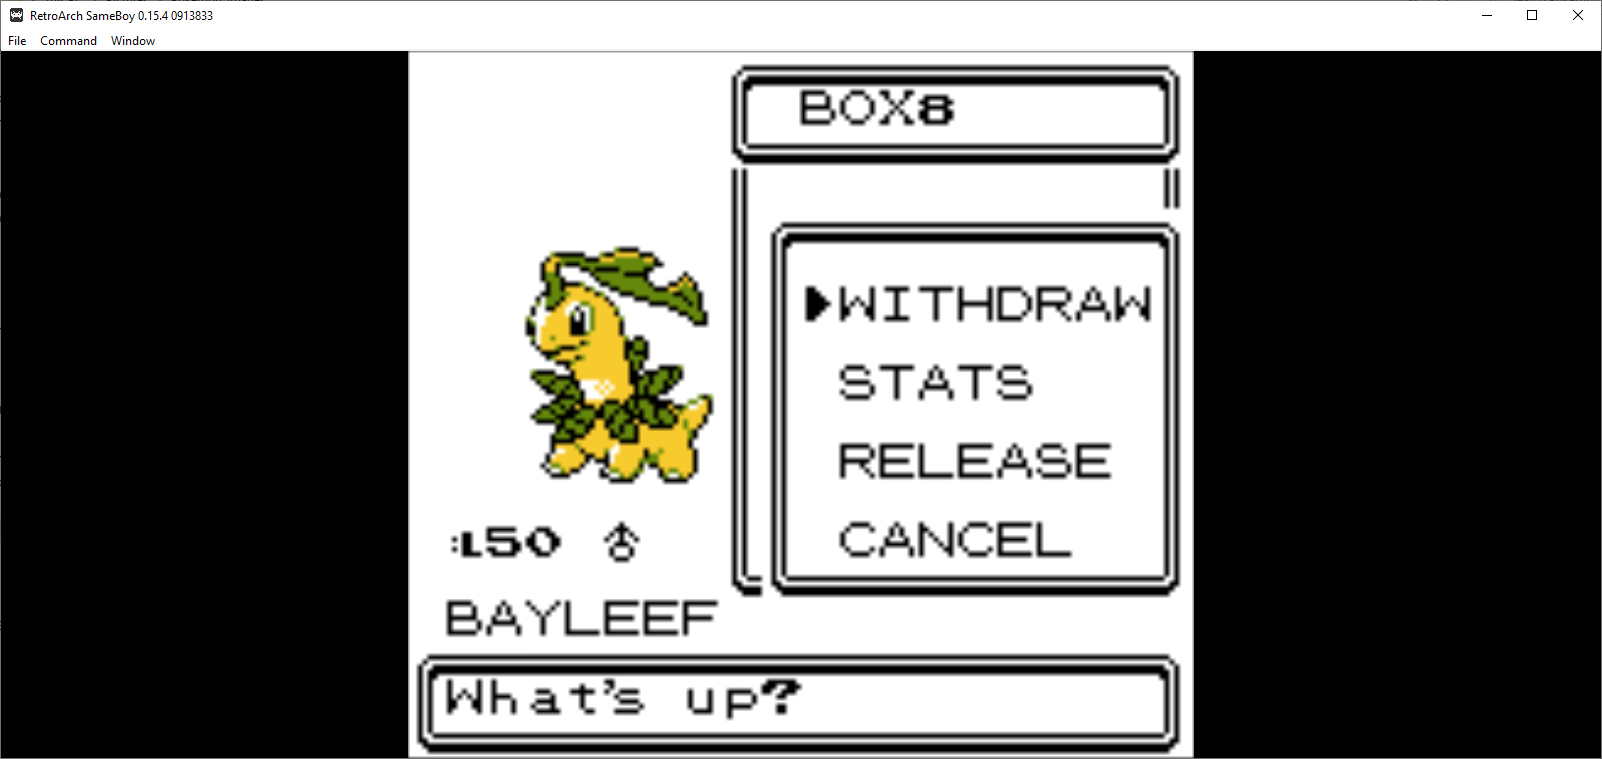 RetroArch SameBoy 0.15.4 0913833
File Command Window
BOX8
WITHDRAW
STATS
RELEASE
CANCEL
:L50 ♂
BAYLEEF
What's up?